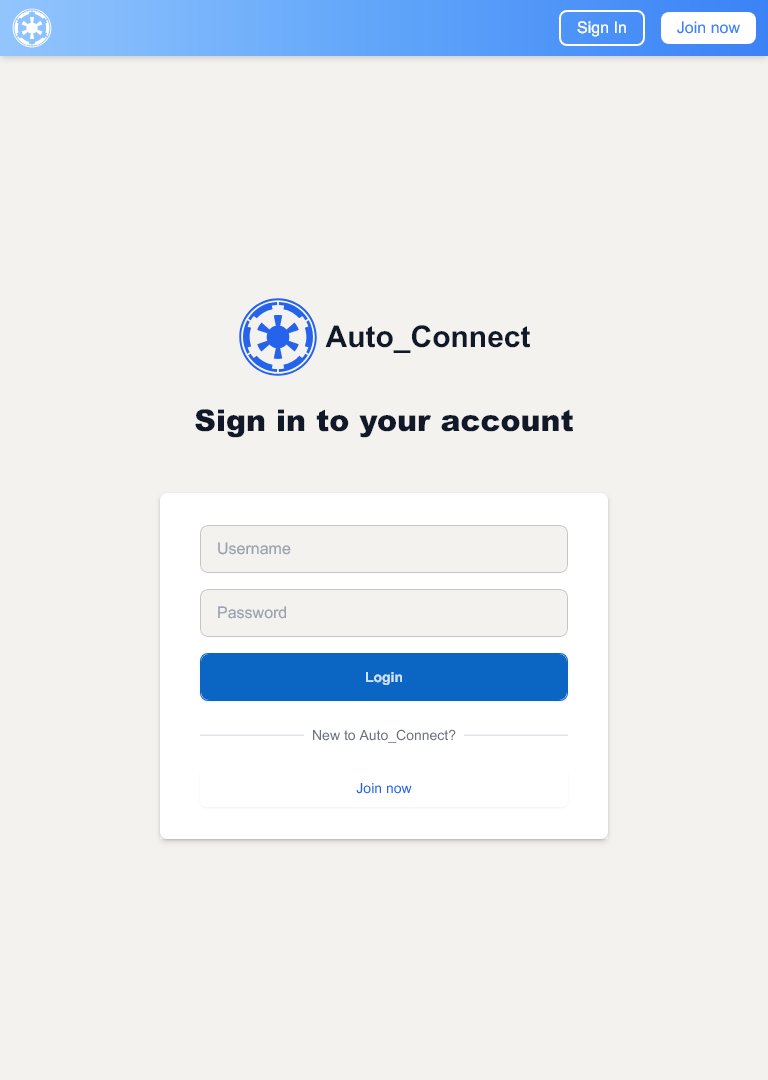 Sign In
Join now
Auto_Connect
Sign in to your account
Username
Password
Login
New to Auto_Connect?
Join now